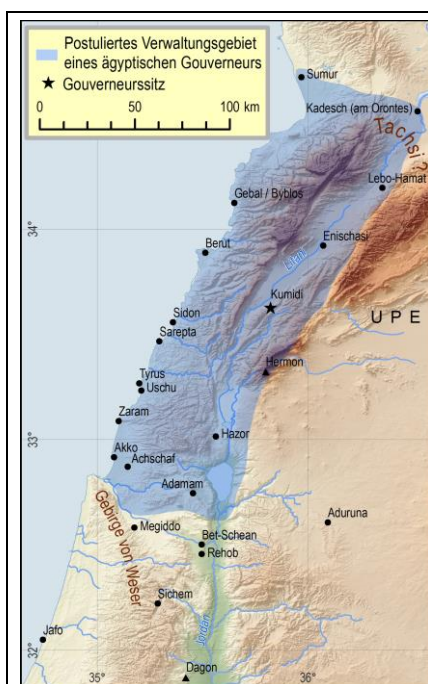 Postuliertes Verwaltungsgebiet
eines ägyptischen Gouverneurs
Gouverneurssitz
0 50 100 km
Sumur
Kadesch (am Orontes)
Tachsi ?
Lebo-Hamat
Gebal / Byblos
34°
Enischasi
Berut
Litani
Kumidi
Sidon
UPE
Sarepta
Hermon
Tyrus
Uschu
Zaram
33°
Hazor
Akko
Achschaf
Adamam
Aduruna
Gebirge von Weser
Megiddo
Bet-Schean
Rehob
Sichem
Jordan
Jafo
32°
35°
36°
Dagon